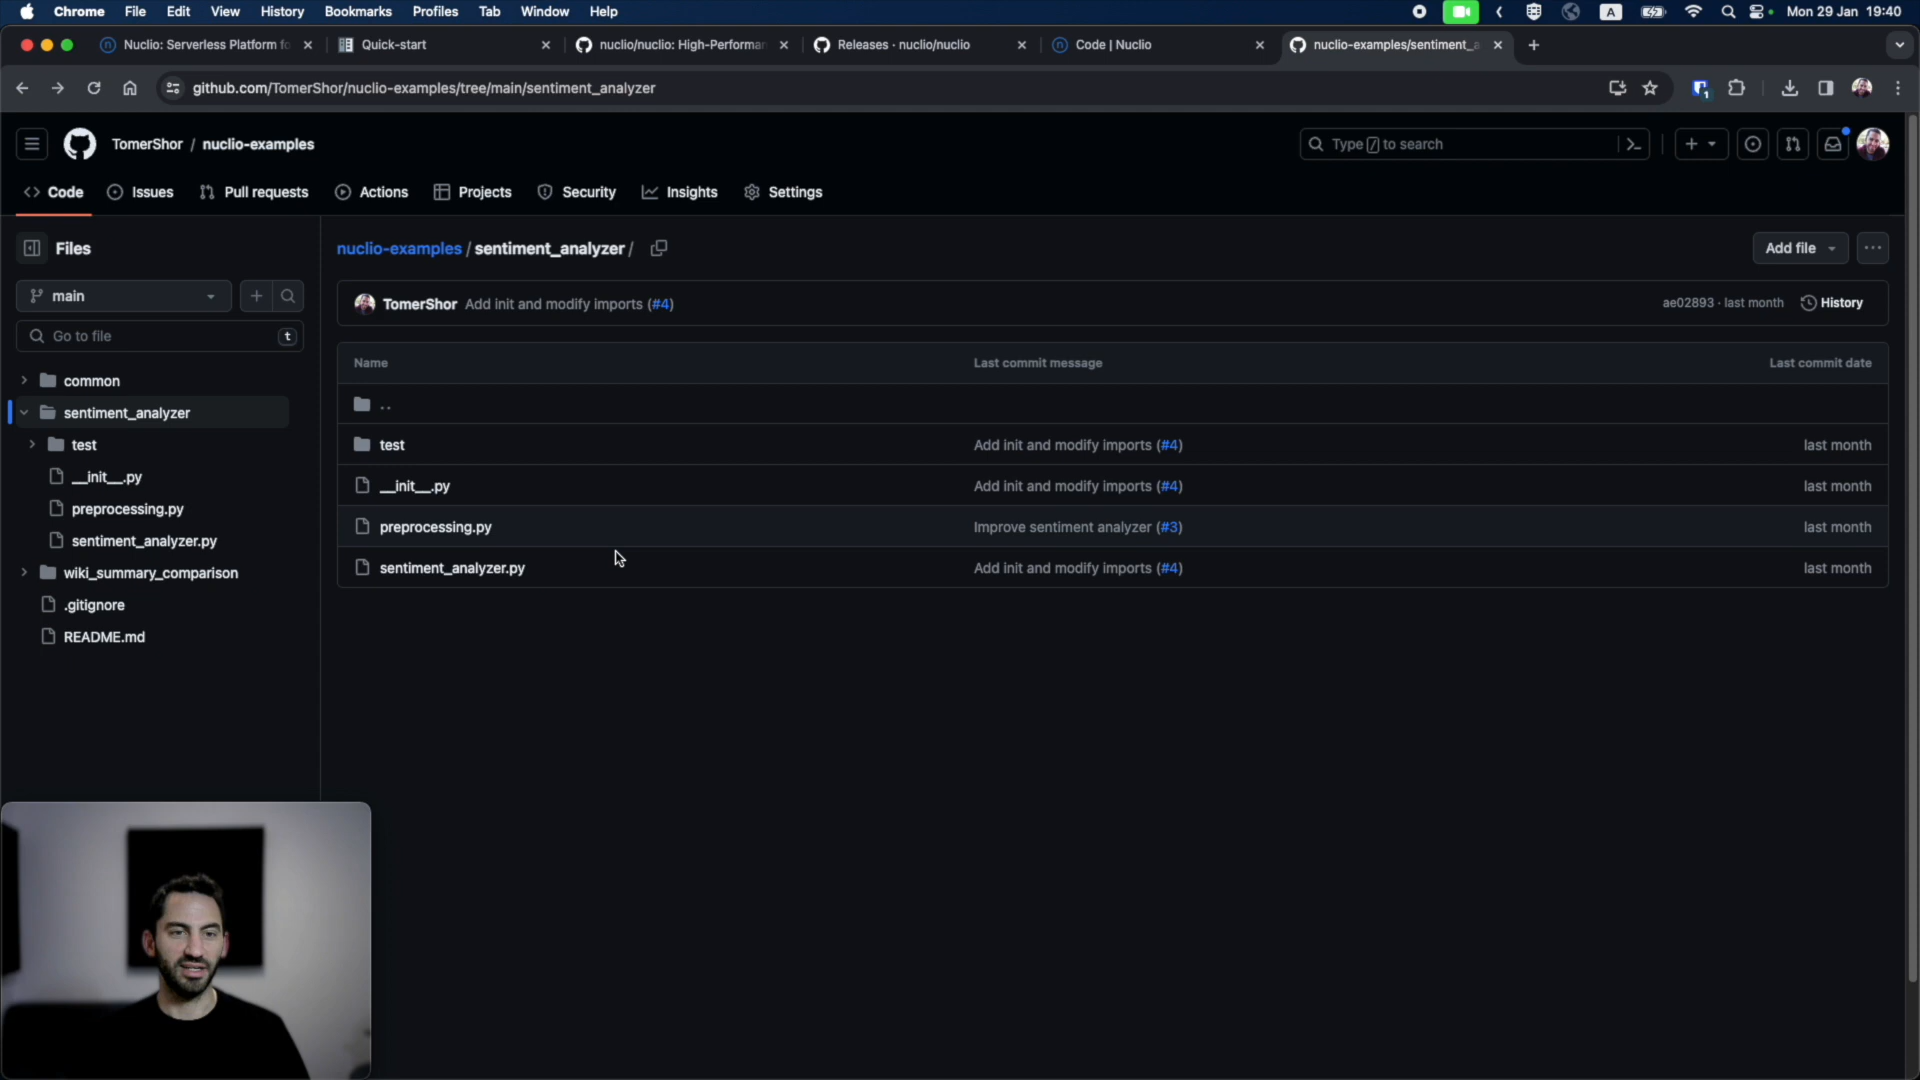 Chrome File Edit View History Bookmarks Profiles Tab Window Help A Mon 29 Jan 19:40
Nuclio: Serverless Platform fo Quick-start nuclio/nuclio: High-Performan Releases · nuclio/nuclio Code | Nuclio nuclio-examples/sentiment_a
github.com/TomerShor/nuclio-examples/tree/main/sentiment_analyzer 1
TomerShor / nuclio-examples Type / to search
Code Issues Pull requests Actions Projects Security Insights Settings
Files
main
Go to file t
common
sentiment_analyzer
test
__init__.py
preprocessing.py
sentiment_analyzer.py
wiki_summary_comparison
.gitignore
README.md
nuclio-examples / sentiment_analyzer / Add file
TomerShor Add init and modify imports (#4) ae02893 · last month History
Name Last commit message Last commit date
..
test Add init and modify imports (#4) last month
__init__.py Add init and modify imports (#4) last month
preprocessing.py Improve sentiment analyzer (#3) last month
sentiment_analyzer.py Add init and modify imports (#4) last month